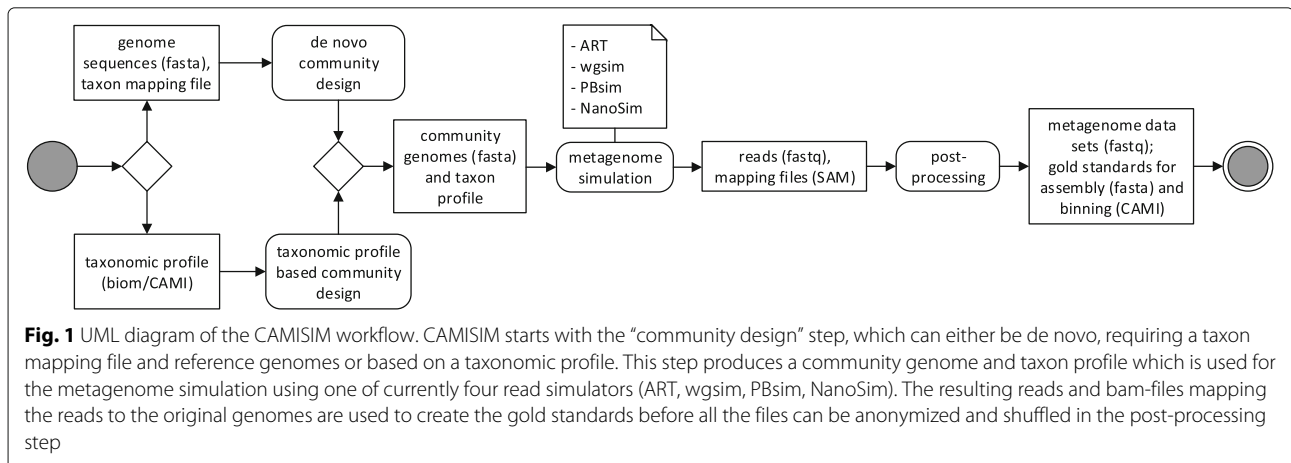 genome
sequences (fasta),
taxon mapping file
de novo
community
design
- ART
- wgsim
- PBsim
- NanoSim
community
genomes (fasta)
and taxon
profile
metagenome
simulation
reads (fastq),
mapping files (SAM)
post-
processing
metagenome data
sets (fastq);
gold standards for
assembly (fasta) and
binning (CAMI)
taxonomic profile
(biom/CAMI)
taxonomic profile
based community
design
Fig. 1 UML diagram of the CAMISIM workflow. CAMISIM starts with the “community design” step, which can either be de novo, requiring a taxon
mapping file and reference genomes or based on a taxonomic profile. This step produces a community genome and taxon profile which is used for
the metagenome simulation using one of currently four read simulators (ART, wgsim, PBsim, NanoSim). The resulting reads and bam-files mapping
the reads to the original genomes are used to create the gold standards before all the files can be anonymized and shuffled in the post-processing
step